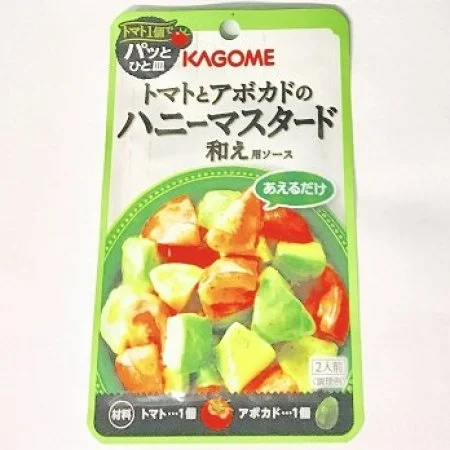 トマト1個で
パッと
ひと皿
KAGOME
トマトとアボカドの
ハニーマスタード
和え用ソース
あえるだけ
2人前
(調理例)
材料 トマト…1個 アボカド…1個